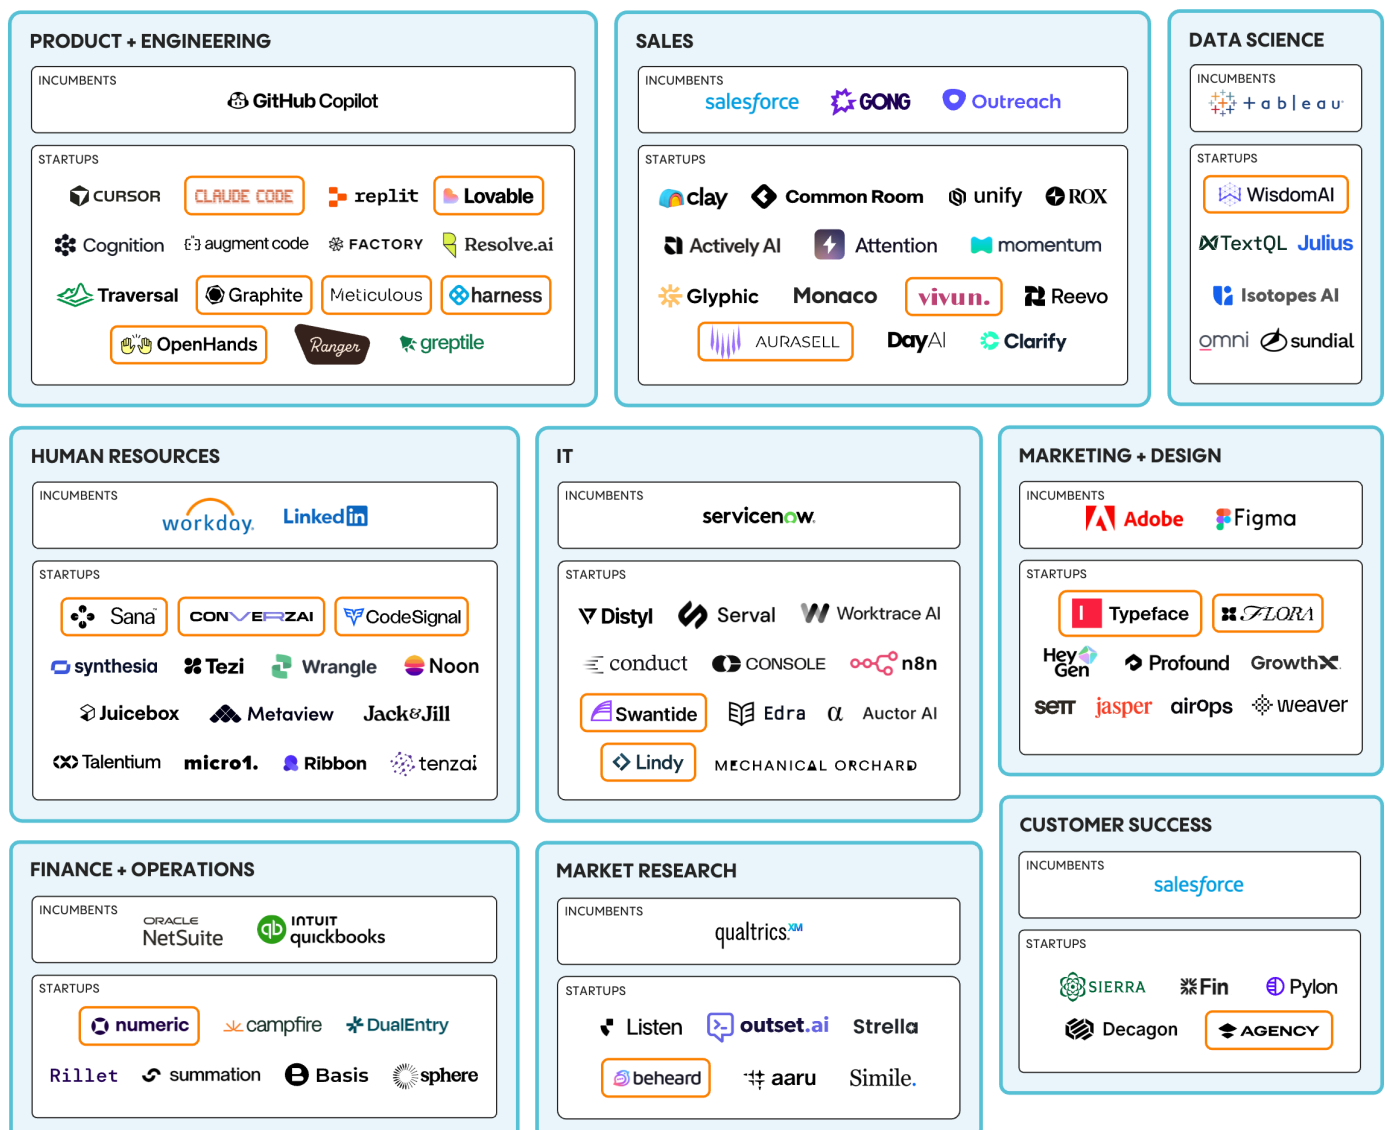 PRODUCT + ENGINEERING
INCUMBENTS
GitHub Copilot
STARTUPS
CURSOR CLAUDE CODE replit Lovable
Cognition augment code FACTORY Resolve.ai
Traversal Graphite Meticulous harness
OpenHands Ranger greptile
SALES
INCUMBENTS
salesforce GONG Outreach
STARTUPS
clay Common Room unify ROX
Actively AI Attention momentum
Glyphic Monaco vivun. Reevo
AURASELL Day AI Clarify
DATA SCIENCE
INCUMBENTS
+ableau
STARTUPS
WisdomAI
TextQL Julius
Isotopes AI
omni sundial
HUMAN RESOURCES
INCUMBENTS
workday. LinkedIn
STARTUPS
Sana™ CONVERZAI CodeSignal
synthesia Tezi Wrangle Noon
Juicebox Metaview Jack&Jill
Talentium micro1. Ribbon tenzai
IT
INCUMBENTS
servicenow.
STARTUPS
Distyl Serval Worktrace AI
conduct CONSOLE n8n
Swantide Edra α Auctor AI
Lindy MECHANICAL ORCHARD
MARKETING + DESIGN
INCUMBENTS
Adobe Figma
STARTUPS
Typeface FLORA
HeyGen Profound GrowthX
sett jasper airops weaver
CUSTOMER SUCCESS
INCUMBENTS
salesforce
STARTUPS
SIERRA Fin Pylon
Decagon AGENCY
FINANCE + OPERATIONS
INCUMBENTS
ORACLE
NetSuite
qb INTUIT
quickbooks
STARTUPS
numeric campfire DualEntry
Rillet summation Basis sphere
MARKET RESEARCH
INCUMBENTS
qualtrics.XM
STARTUPS
Listen outset.ai Strella
beheard aaru Simile.